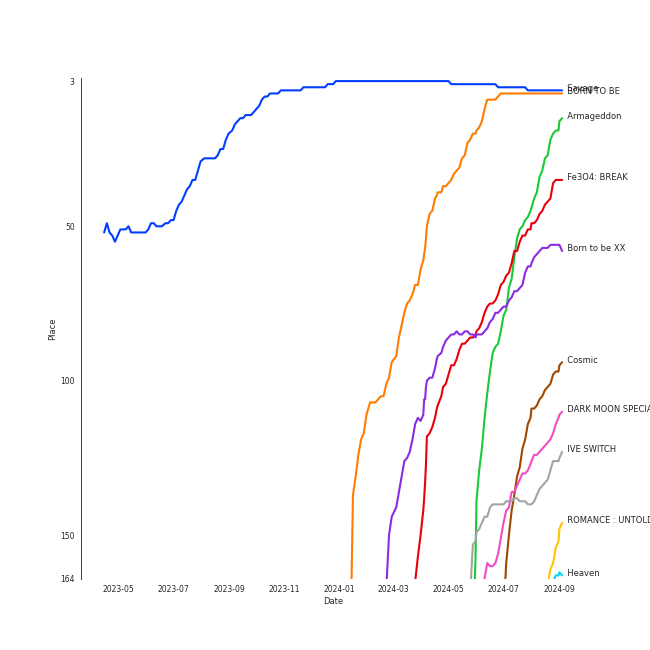 3
50
100
150
164
Place
2023-05
2023-07
2023-09
2023-11
2024-01
2024-03
2024-05
2024-07
2024-09
Date
Savage
BORN TO BE
Armageddon
Fe3O4: BREAK
Born to be XX
Cosmic
DARK MOON SPECIA
IVE SWITCH
ROMANCE : UNTOLD
Heaven